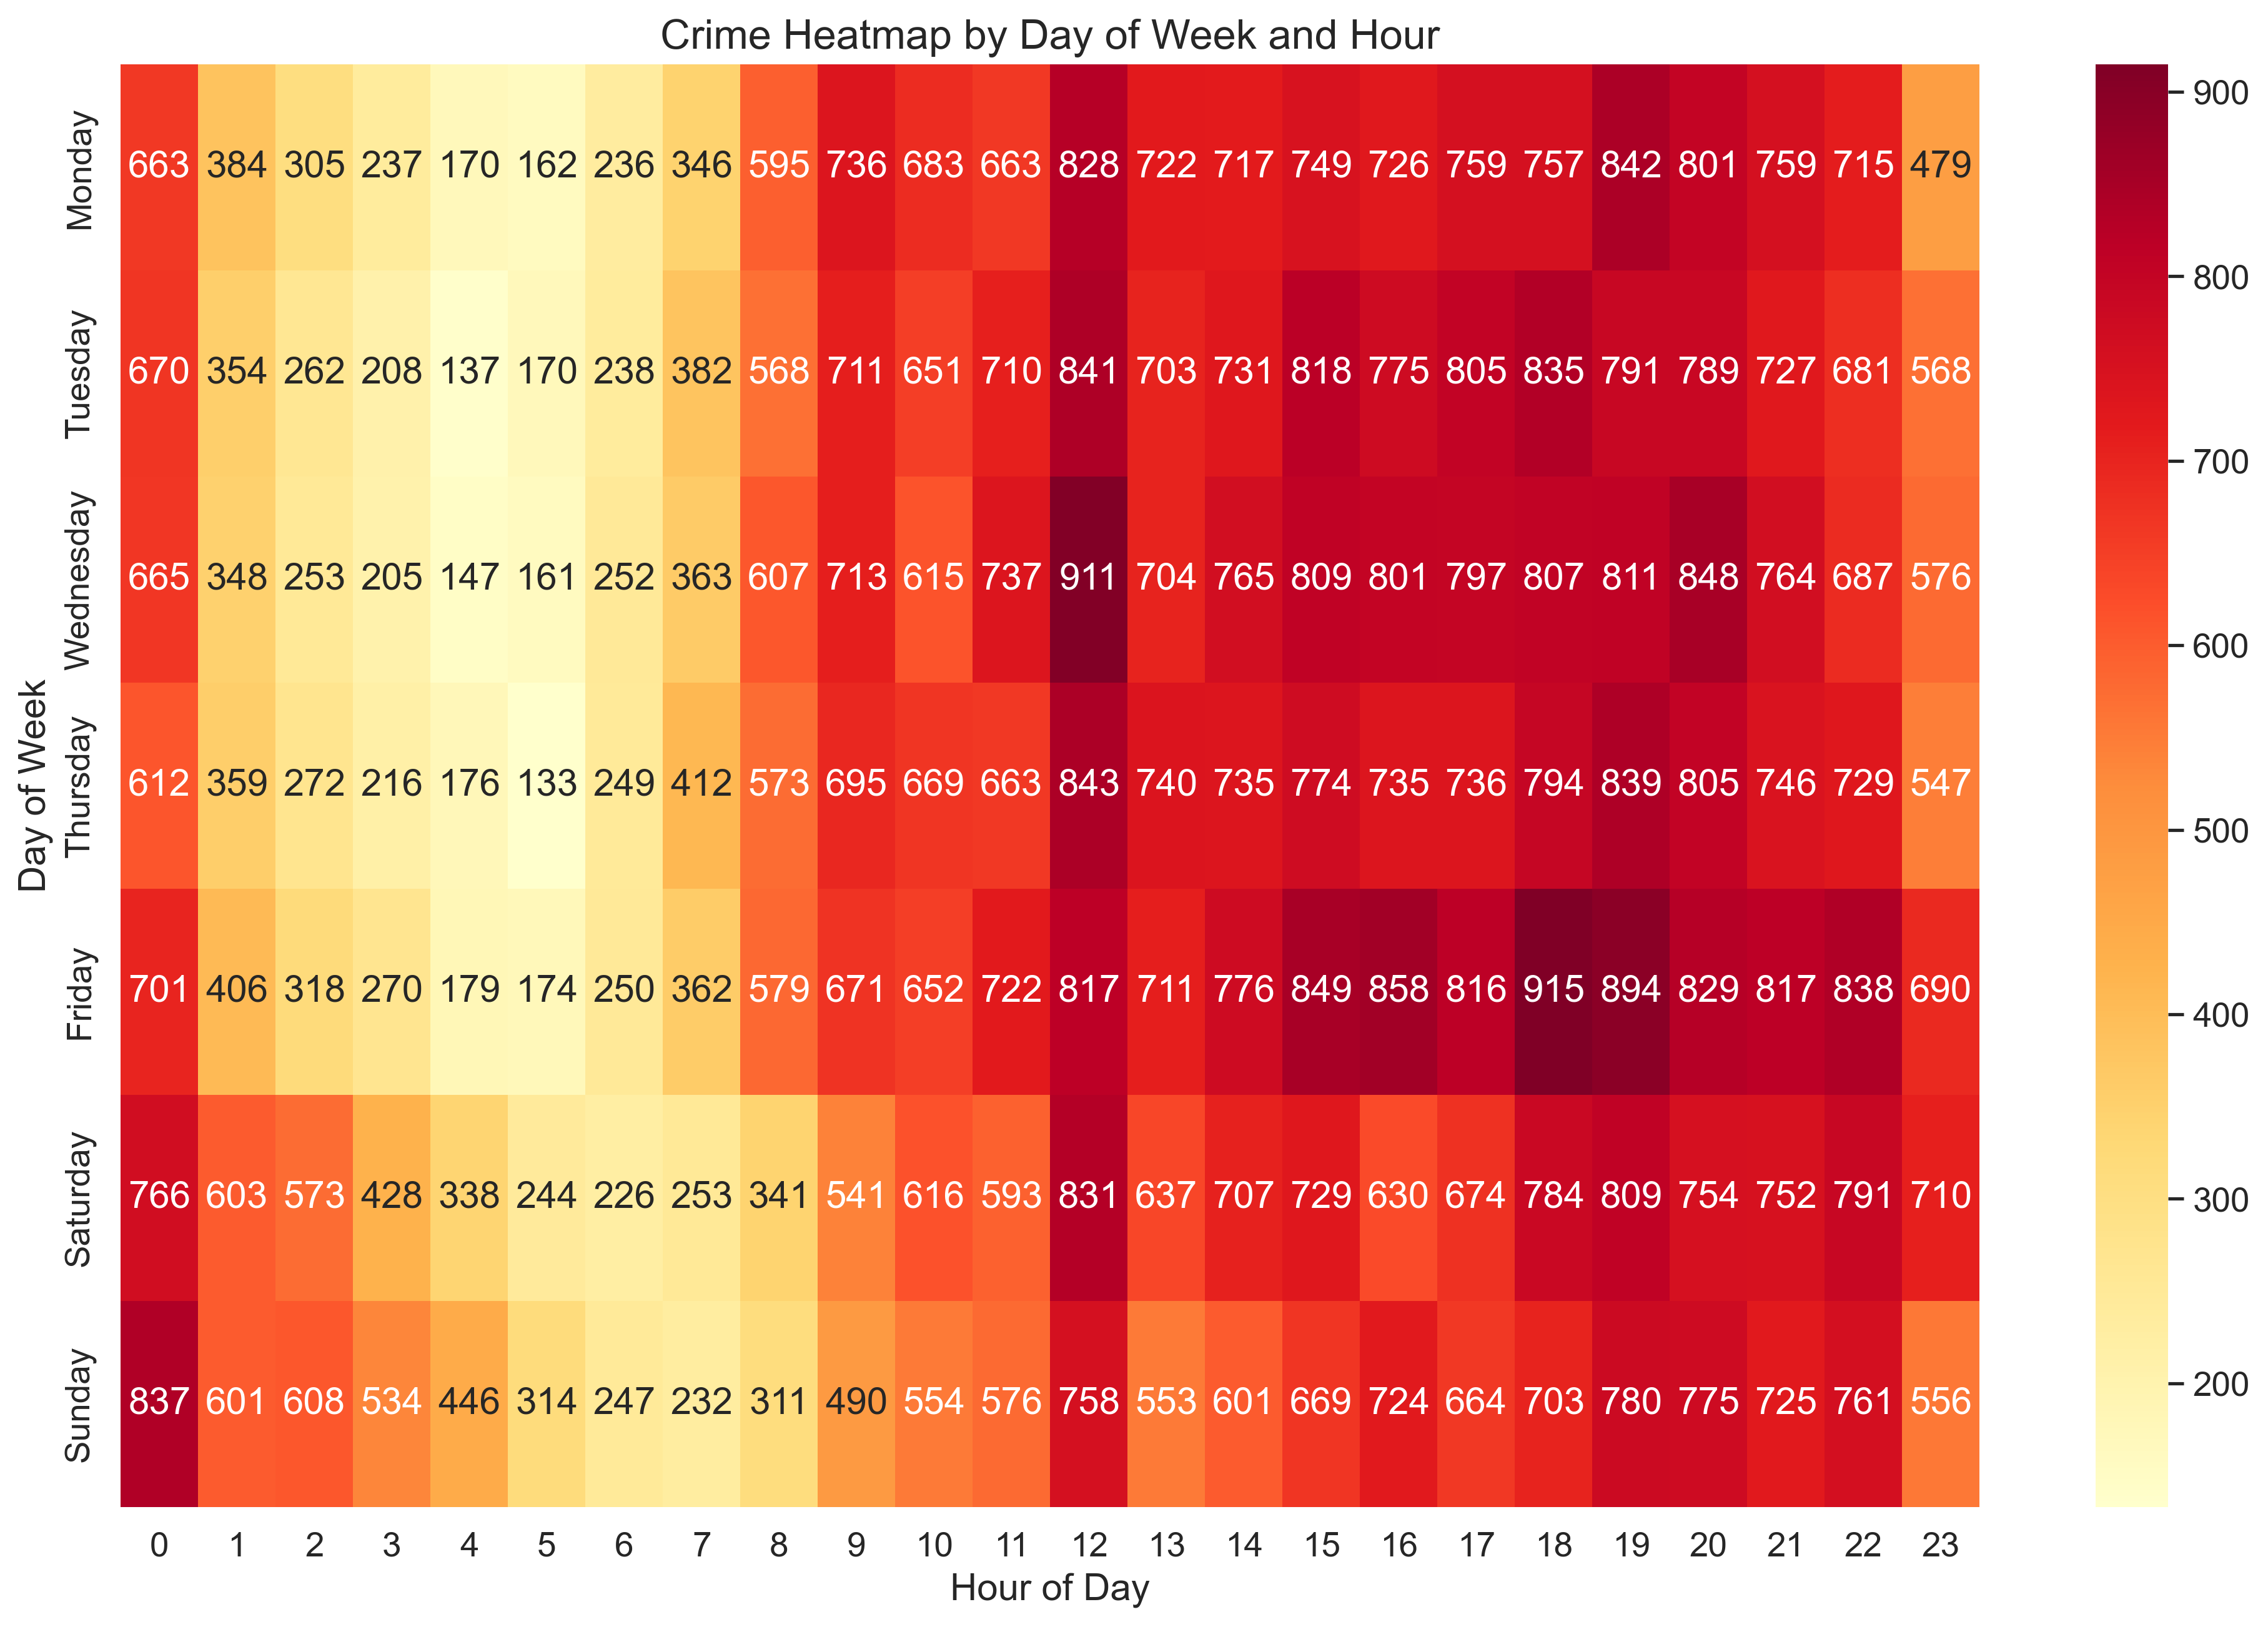 Crime Heatmap by Day of Week and Hour
Day of Week
Monday 663 384 305 237 170 162 236 346 595 736 683 663 828 722 717 749 726 759 757 842 801 759 715 479
Tuesday 670 354 262 208 137 170 238 382 568 711 651 710 841 703 731 818 775 805 835 791 789 727 681 568
Wednesday 665 348 253 205 147 161 252 363 607 713 615 737 911 704 765 809 801 797 807 811 848 764 687 576
Thursday 612 359 272 216 176 133 249 412 573 695 669 663 843 740 735 774 735 736 794 839 805 746 729 547
Friday 701 406 318 270 179 174 250 362 579 671 652 722 817 711 776 849 858 816 915 894 829 817 838 690
Saturday 766 603 573 428 338 244 226 253 341 541 616 593 831 637 707 729 630 674 784 809 754 752 791 710
Sunday 837 601 608 534 446 314 247 232 311 490 554 576 758 553 601 669 724 664 703 780 775 725 761 556
0 1 2 3 4 5 6 7 8 9 10 11 12 13 14 15 16 17 18 19 20 21 22 23
Hour of Day
900
800
700
600
500
400
300
200